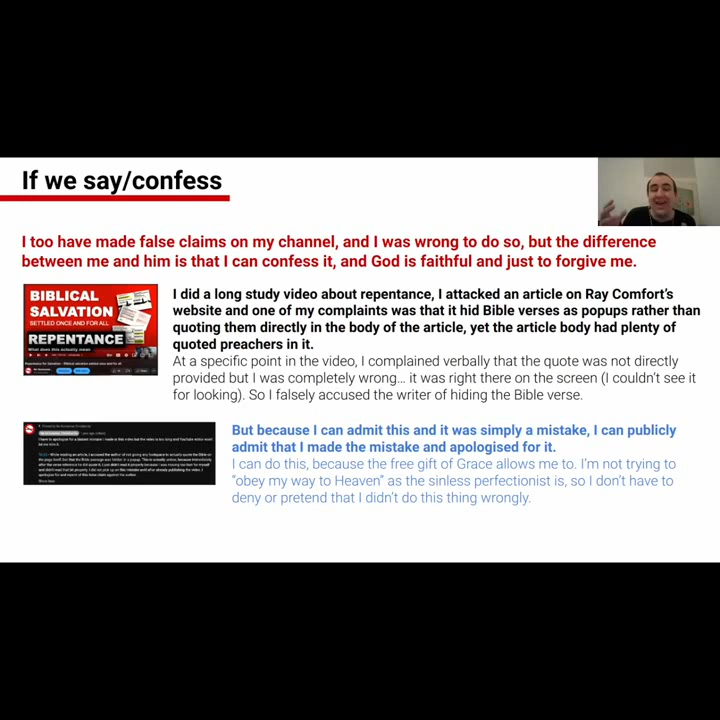 If we say/confess
I too have made false claims on my channel, and I was wrong to do so, but the difference
between me and him is that I can confess it, and God is faithful and just to forgive me.
BIBLICAL
SALVATION
SETTLED ONCE AND FOR ALL
REPENTANCE
What does this actually mean
I did a long study video about repentance, I attacked an article on Ray Comfort's
website and one of my complaints was that it hid Bible verses as popups rather than
quoting them directly in the body of the article, yet the article body had plenty of
quoted preachers in it.
At a specific point in the video, I complained verbally that the quote was not directly
provided but I was completely wrong... it was right there on the screen (I couldn't see it
for looking). So I falsely accused the writer of hiding the Bible verse.
But because I can admit this and it was simply a mistake, I can publicly
admit that I made the mistake and apologised for it.
I can do this, because the free gift of Grace allows me to. I'm not trying to
"obey my way to Heaven" as the sinless perfectionist is, so I don't have to
deny or pretend that I didn't do this thing wrongly.